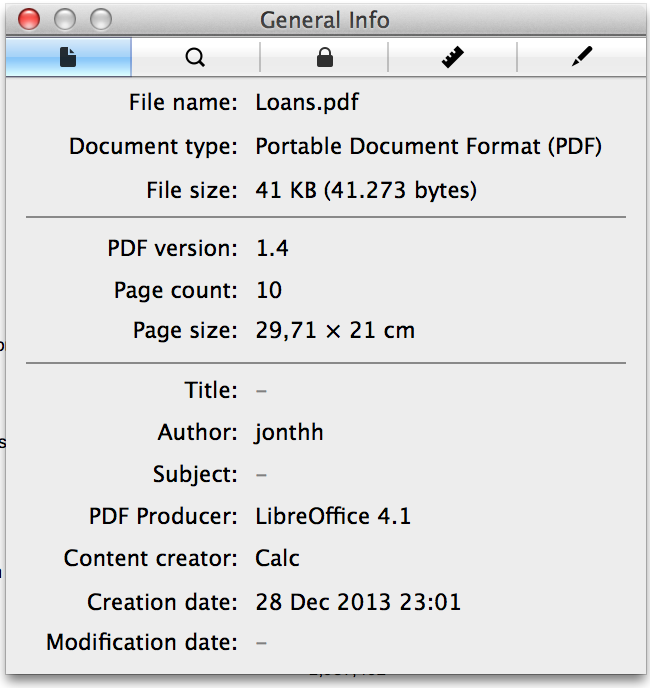 General Info
File name: Loans.pdf
Document type: Portable Document Format (PDF)
File size: 41 KB (41.273 bytes)
PDF version: 1.4
Page count: 10
Page size: 29,71 × 21 cm
Title: –
Author: jonthh
Subject: –
PDF Producer: LibreOffice 4.1
Content creator: Calc
Creation date: 28 Dec 2013 23:01
Modification date: –